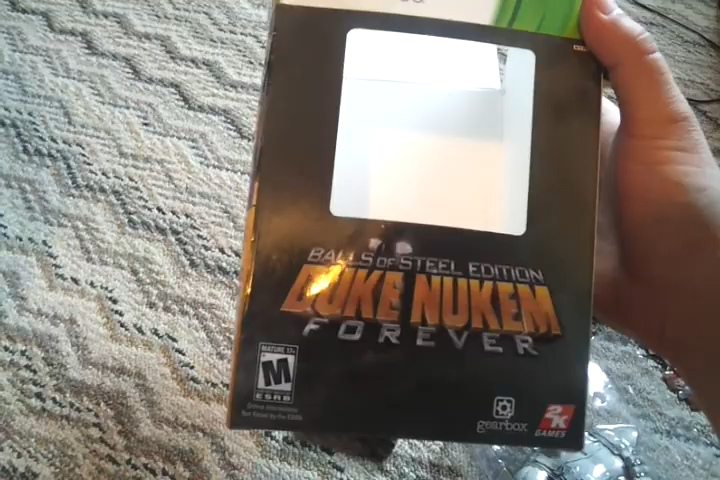 BALLS OF STEEL EDITION
DUKE NUKEM
FOREVER
MATURE 17+
M
ESRB
gearbox
2K
GAMES